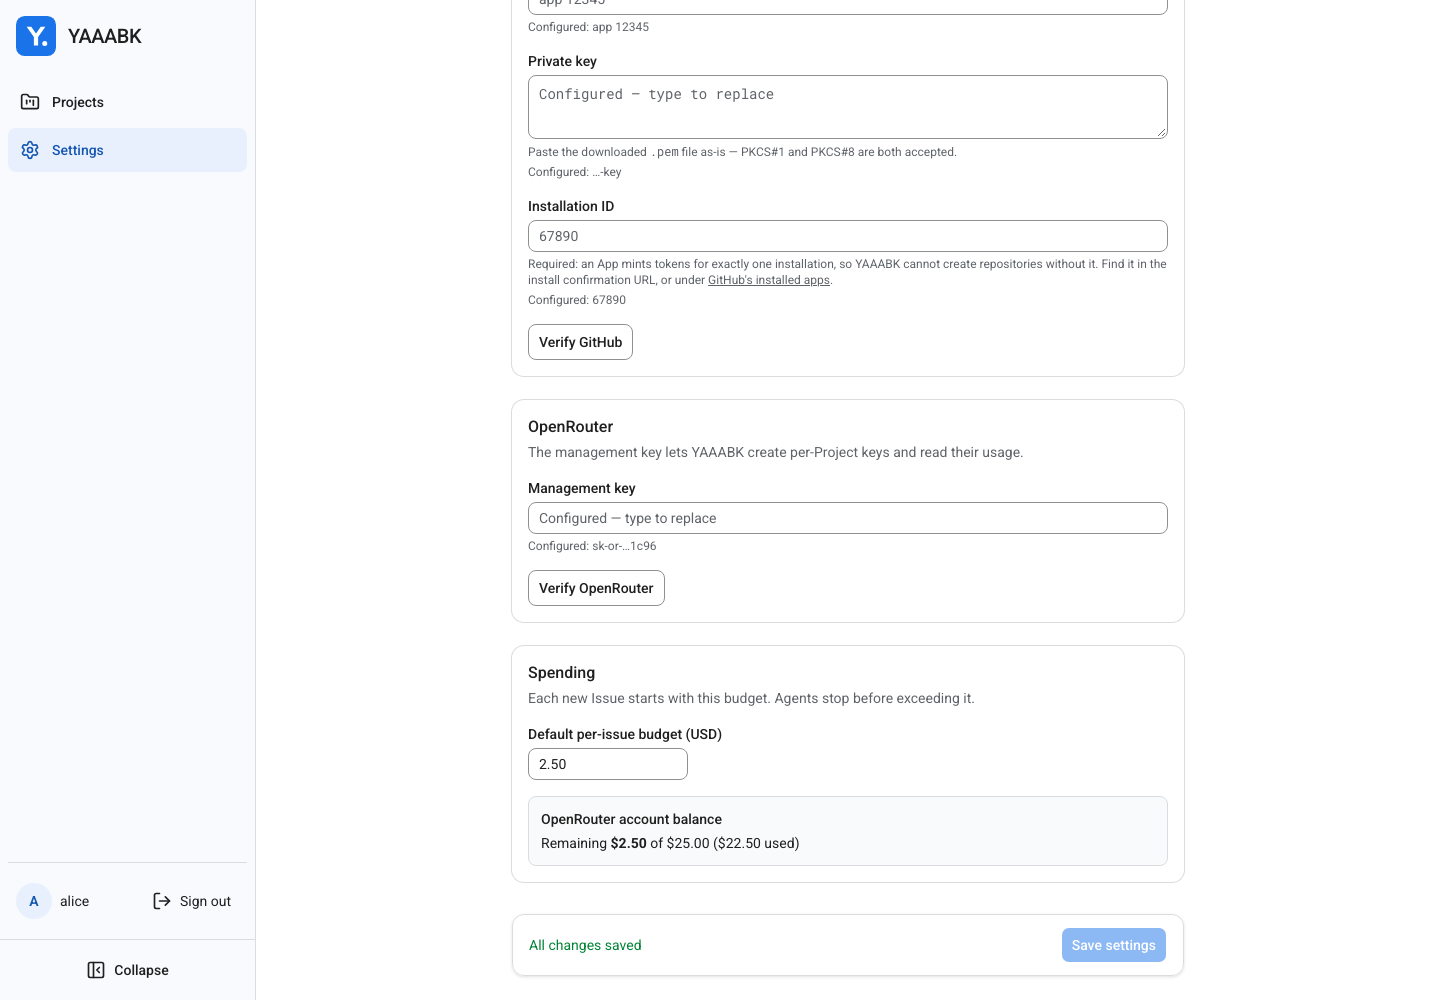 Y.
YAAABK
Projects
Settings
alice
Sign out
Collapse
app 12345
Configured: app 12345
Private key
Configured — type to replace
Paste the downloaded .pem file as-is — PKCS#1 and PKCS#8 are both accepted.
Configured: …-key
Installation ID
67890
Required: an App mints tokens for exactly one installation, so YAAABK cannot create repositories without it. Find it in the
install confirmation URL, or under GitHub's installed apps.
Configured: 67890
Verify GitHub
OpenRouter
The management key lets YAAABK create per-Project keys and read their usage.
Management key
Configured — type to replace
Configured: sk-or-…1c96
Verify OpenRouter
Spending
Each new Issue starts with this budget. Agents stop before exceeding it.
Default per-issue budget (USD)
2.50
OpenRouter account balance
Remaining $2.50 of $25.00 ($22.50 used)
All changes saved
Save settings
A